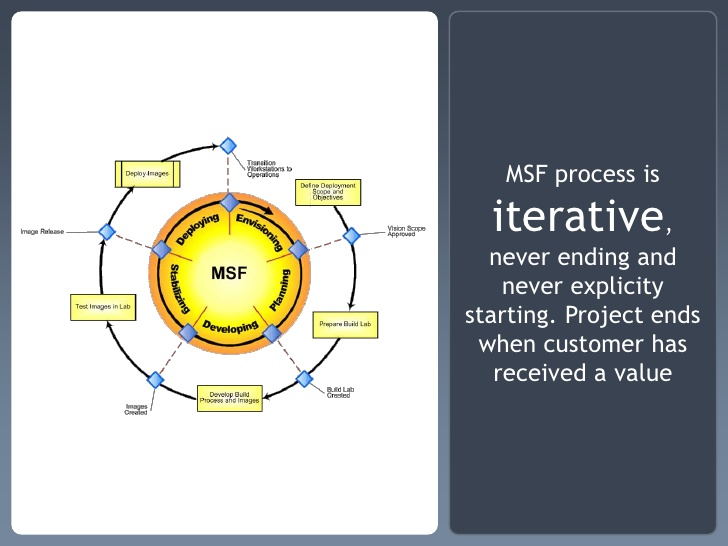 Transition
Workstations to
Operations
Deploy Images
Define Deployment
Scope and
Objectives
Image Release
Vision Scope
Approved
Deploying
Envisioning
MSF
Stabilizing
Planning
Developing
Test Images in Lab
Prepare Build Lab
Images
Created
Develop Build
Process and Images
Build Lab
Created
MSF process is
iterative,
never ending and
never explicity
starting. Project ends
when customer has
received a value